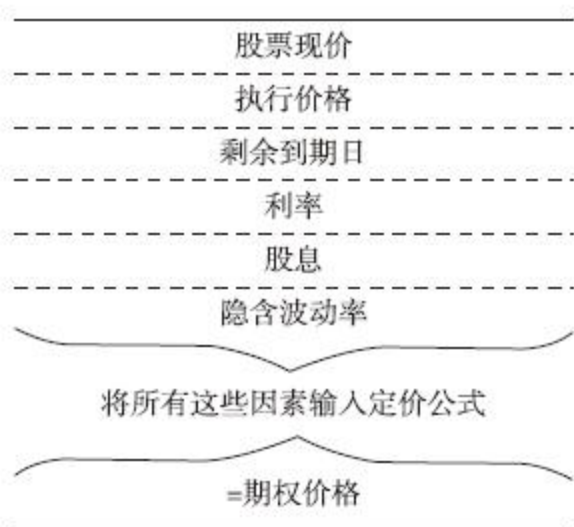 股票现价
执行价格
剩余到期日
利率
股息
隐含波动率
将所有这些因素输入定价公式
=期权价格